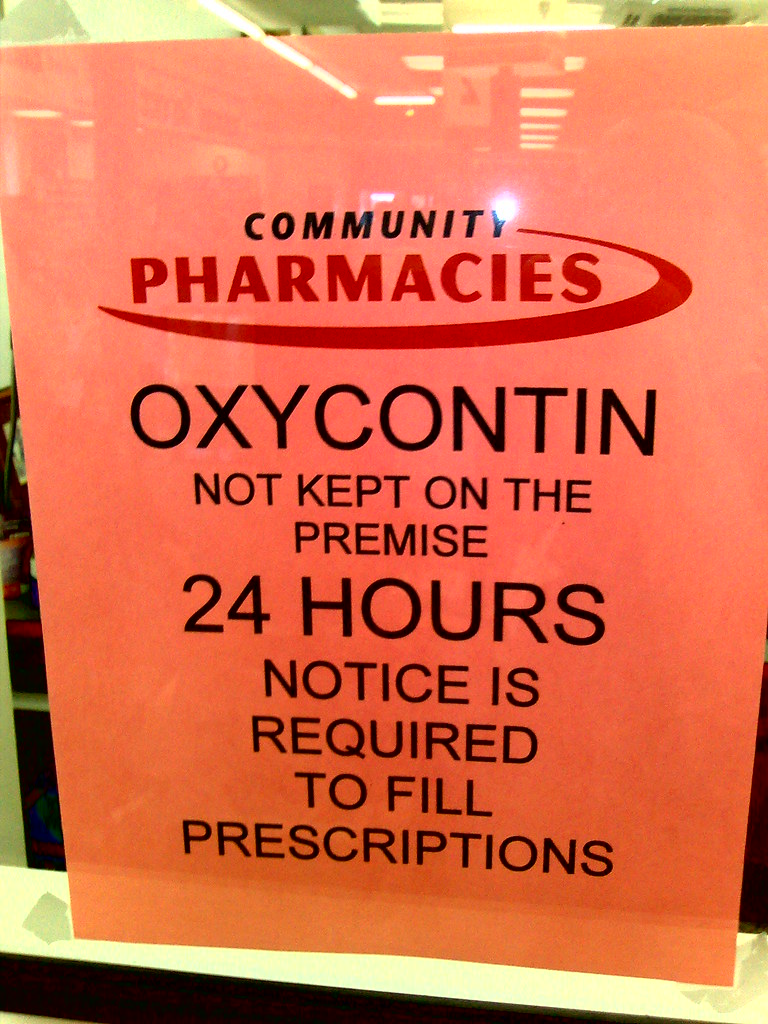 COMMUNITY
PHARMACIES
OXYCONTIN
NOT KEPT ON THE
PREMISE
24 HOURS
NOTICE IS
REQUIRED
TO FILL
PRESCRIPTIONS